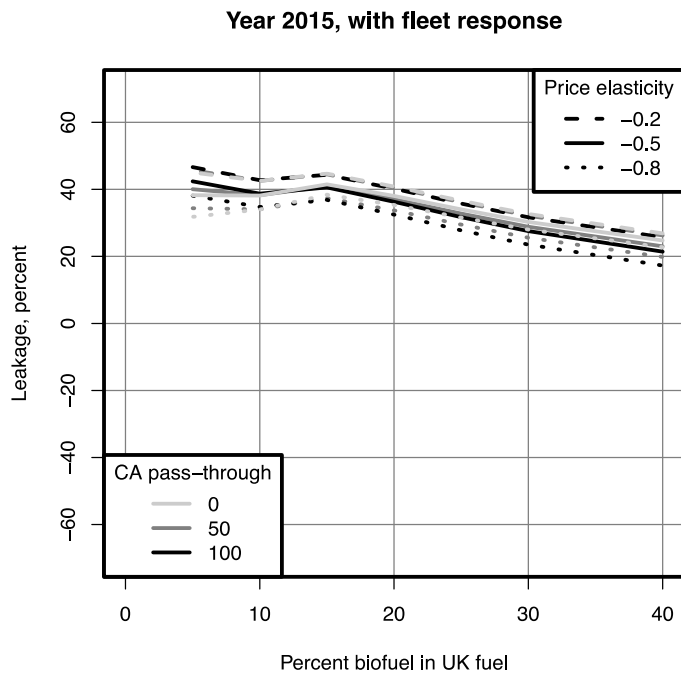 Year 2015, with fleet response
Leakage, percent
60
40
20
0
−20
−40
−60
Price elasticity
−0.2
−0.5
−0.8
CA pass−through
0
50
100
0 10 20 30 40
Percent biofuel in UK fuel